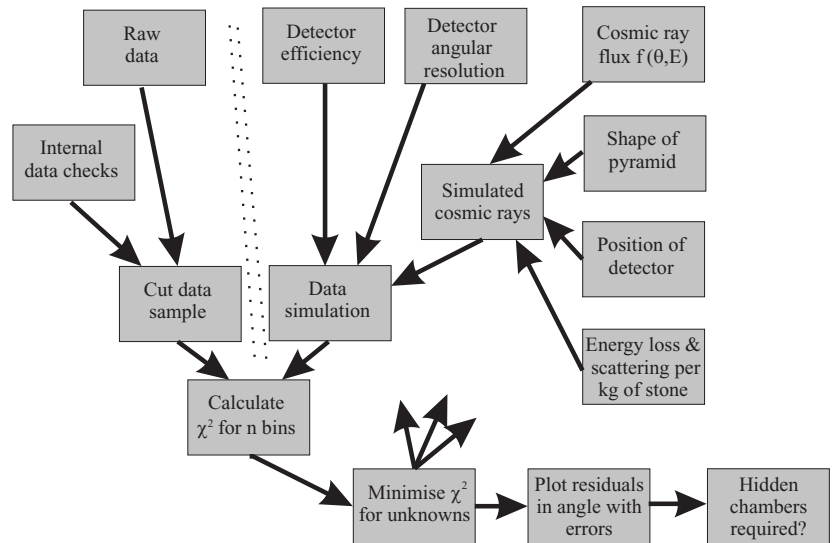 Raw
data
Detector
efficiency
Detector
angular
resolution
Cosmic ray
flux f (θ,E)
Internal
data checks
Shape of
pyramid
Simulated
cosmic rays
Position of
detector
Cut data
sample
Data
simulation
Energy loss &
scattering per
kg of stone
Calculate
χ² for n bins
Minimise χ²
for unknowns
Plot residuals
in angle with
errors
Hidden
chambers
required?